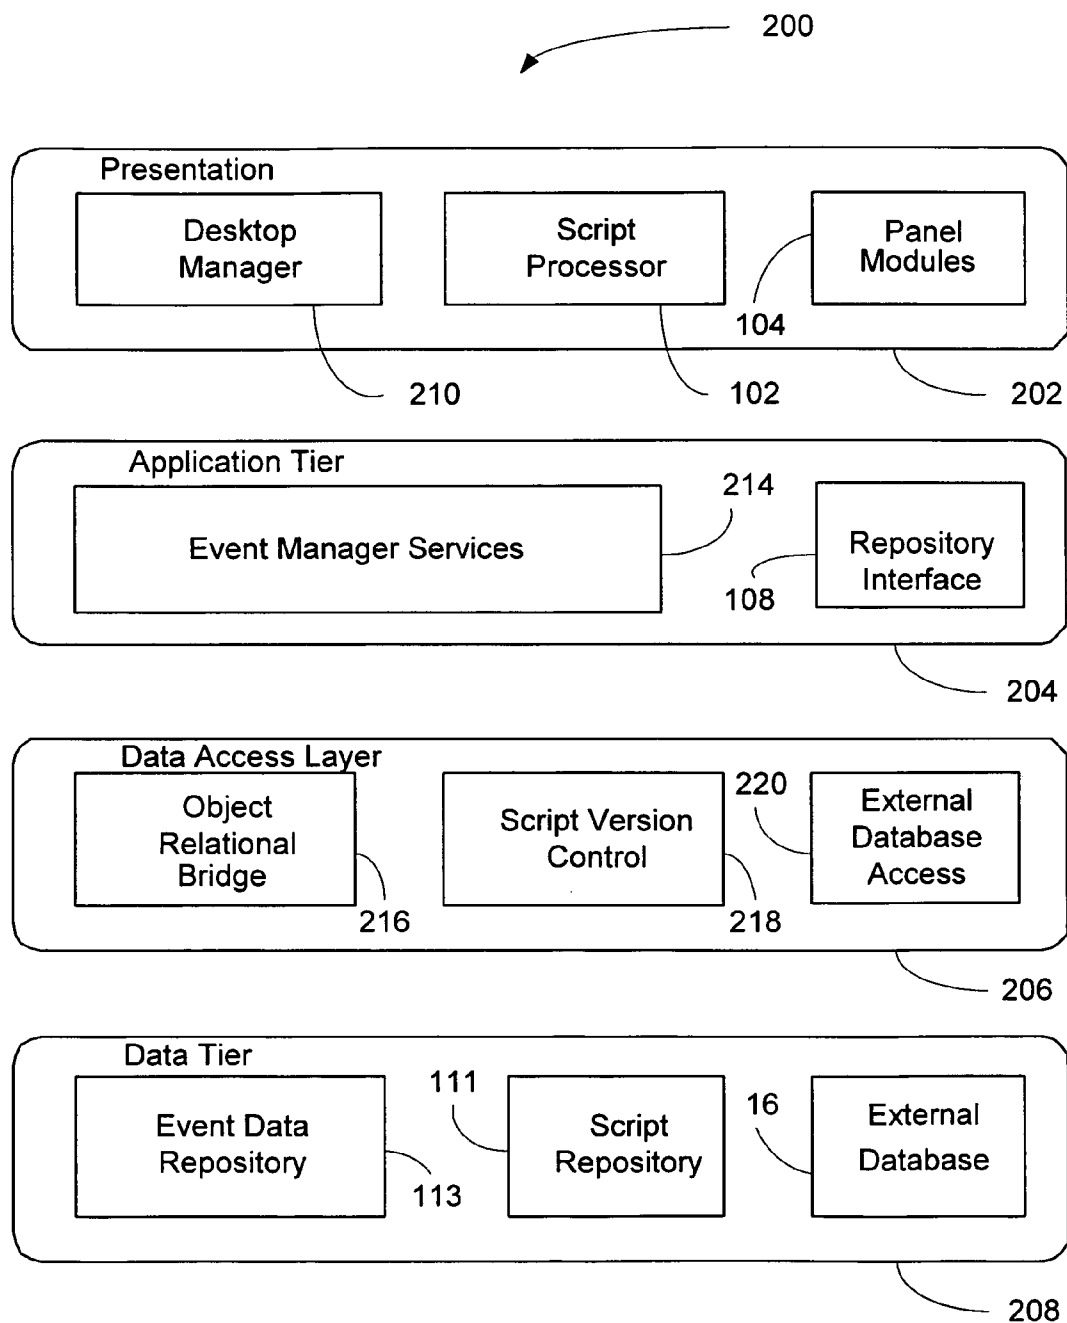 200
Presentation
Desktop
Manager
Script
Processor
Panel
Modules
104
210
102
202
Application Tier
Event Manager Services
214
108
Repository
Interface
204
Data Access Layer
Object
Relational
Bridge
216
Script Version
Control
218
220
External
Database
Access
206
Data Tier
Event Data
Repository
113
111
Script
Repository
16
External
Database
208